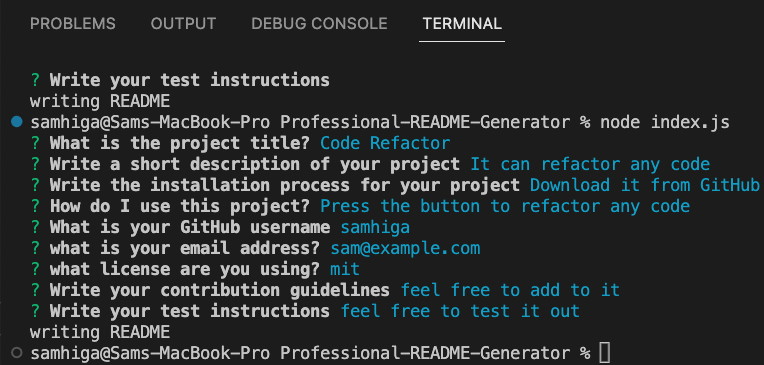 PROBLEMS OUTPUT DEBUG CONSOLE TERMINAL
? Write your test instructions
writing README
samhiga@Sams-MacBook-Pro Professional-README-Generator % node index.js
? What is the project title? Code Refactor
? Write a short description of your project It can refactor any code
? Write the installation process for your project Download it from GitHub
? How do I use this project? Press the button to refactor any code
? What is your GitHub username samhiga
? what is your email address? sam@example.com
? what license are you using? mit
? Write your contribution guidelines feel free to add to it
? Write your test instructions feel free to test it out
writing README
samhiga@Sams-MacBook-Pro Professional-README-Generator %